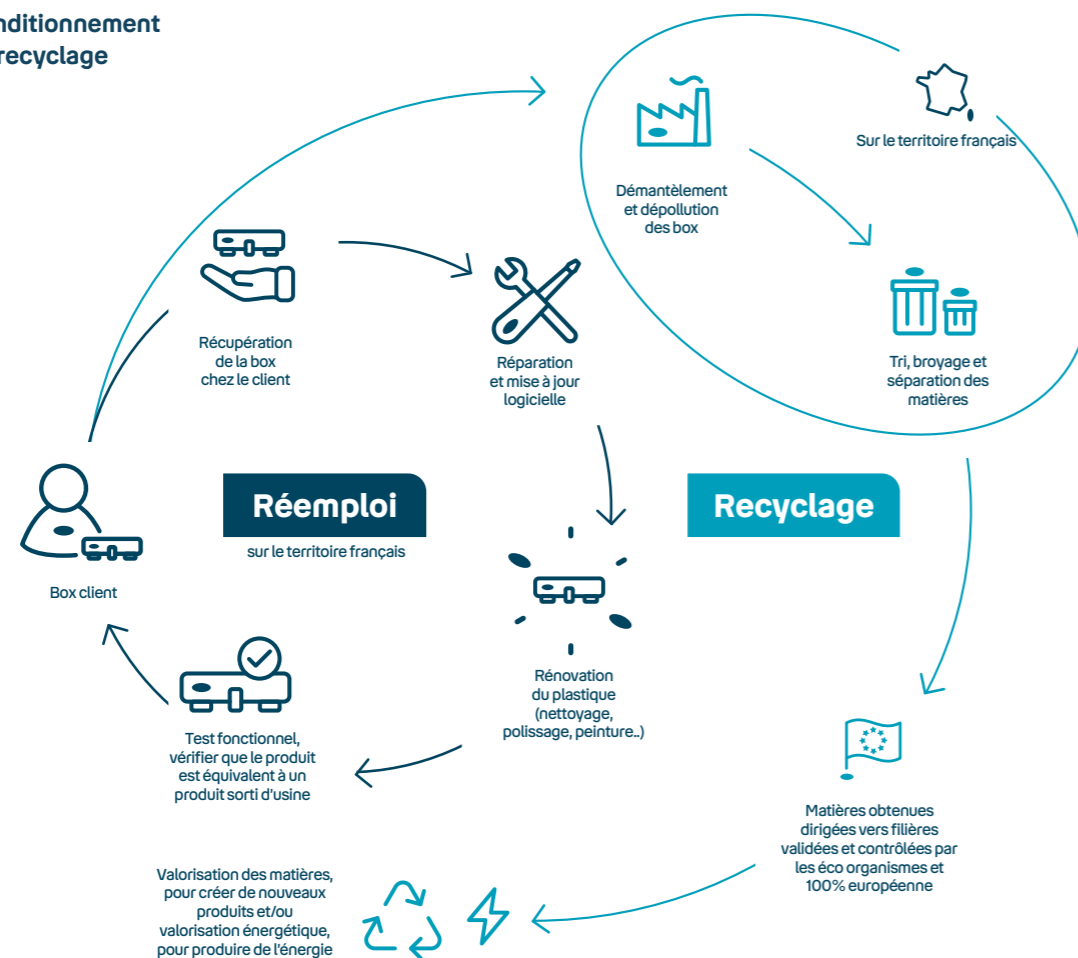 nditionnement
recyclage
Sur le territoire français
Démantèlement
et dépollution
des box
Tri, broyage et
séparation des
matières
Récupération
de la box
chez le client
Réparation
et mise à jour
logicielle
Réemploi
sur le territoire français
Recyclage
Box client
Rénovation
du plastique
(nettoyage,
polissage, peinture..)
Test fonctionnel,
vérifier que le produit
est équivalent à un
produit sorti d'usine
Matières obtenues
dirigées vers filières
validées et contrôlées par
les éco organismes et
100% européenne
Valorisation des matières,
pour créer de nouveaux
produits et/ou
valorisation énergétique,
pour produire de l'énergie